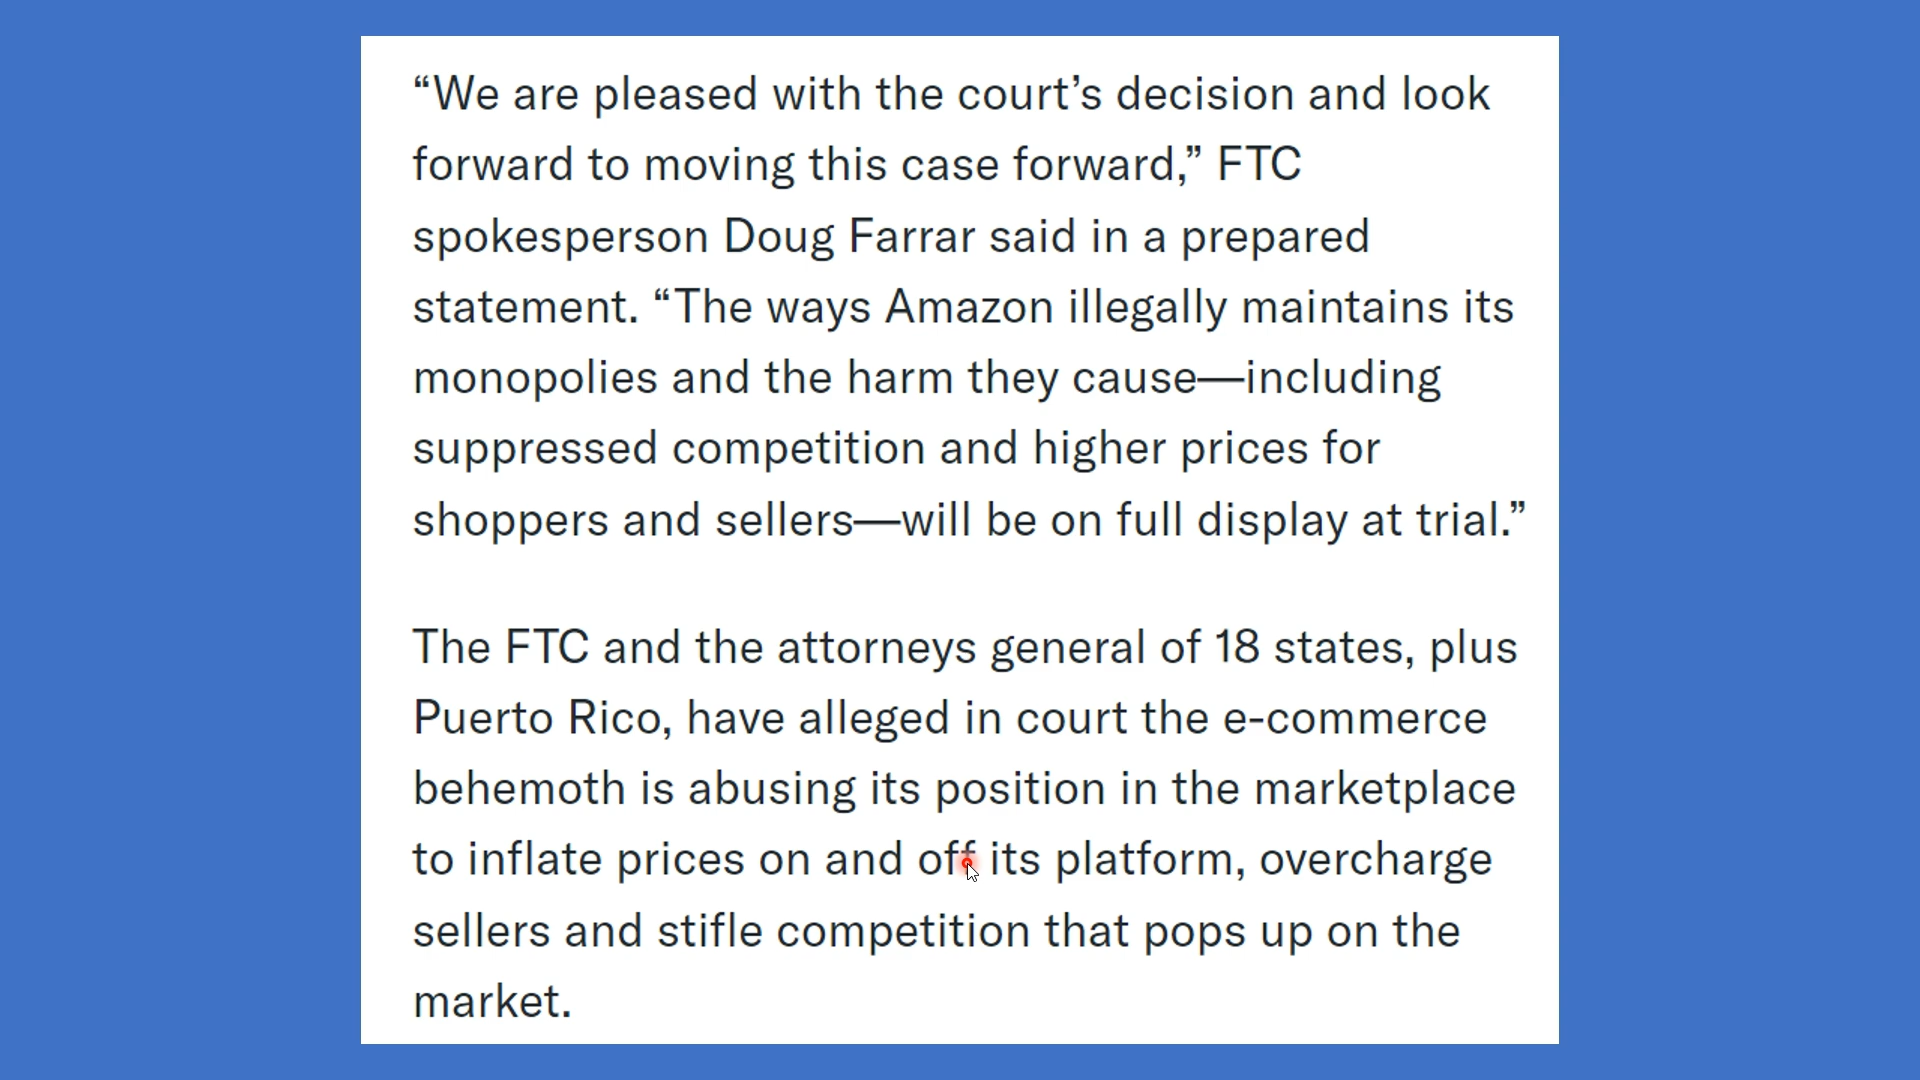 “We are pleased with the court’s decision and look
forward to moving this case forward,” FTC
spokesperson Doug Farrar said in a prepared
statement. “The ways Amazon illegally maintains its
monopolies and the harm they cause—including
suppressed competition and higher prices for
shoppers and sellers—will be on full display at trial.”
The FTC and the attorneys general of 18 states, plus
Puerto Rico, have alleged in court the e-commerce
behemoth is abusing its position in the marketplace
to inflate prices on and off its platform, overcharge
sellers and stifle competition that pops up on the
market.